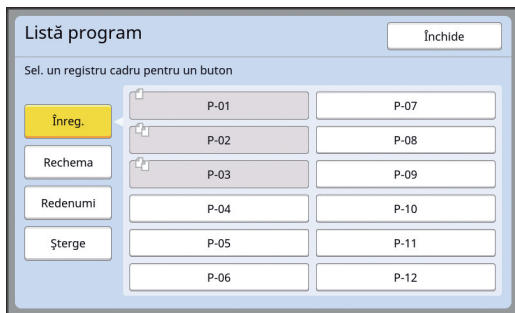 Listă program
Închide
Sel. un registru cadru pentru un buton
Înreg.
Rechema
Redenumi
Şterge
P-01
P-02
P-03
P-04
P-05
P-06
P-07
P-08
P-09
P-10
P-11
P-12